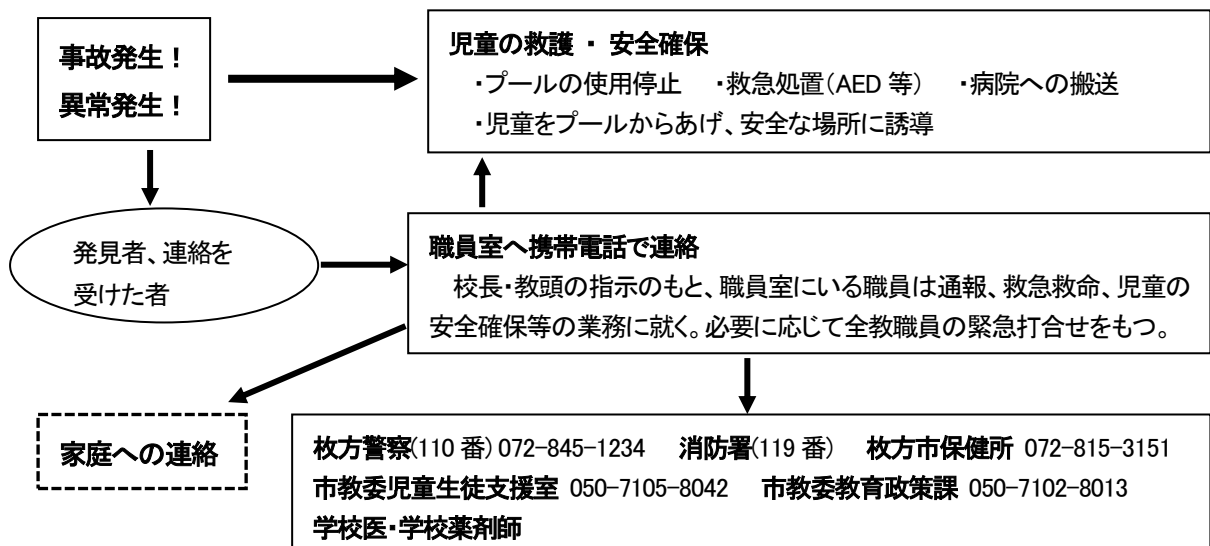 事故発生！
異常発生！
児童の救護 ・ 安全確保
・プールの使用停止　・救急処置（AED 等）　・病院への搬送
・児童をプールからあげ、安全な場所に誘導
発見者、連絡を
受けた者
職員室へ携帯電話で連絡
校長・教頭の指示のもと、職員室にいる職員は通報、救急救命、児童の
安全確保等の業務に就く。必要に応じて全教職員の緊急打合せをもつ。
家庭への連絡
枚方警察(110 番) 072-845-1234　消防署(119 番)　枚方市保健所 072-815-3151
市教委児童生徒支援室 050-7105-8042　市教委教育政策課 050-7102-8013
学校医・学校薬剤師